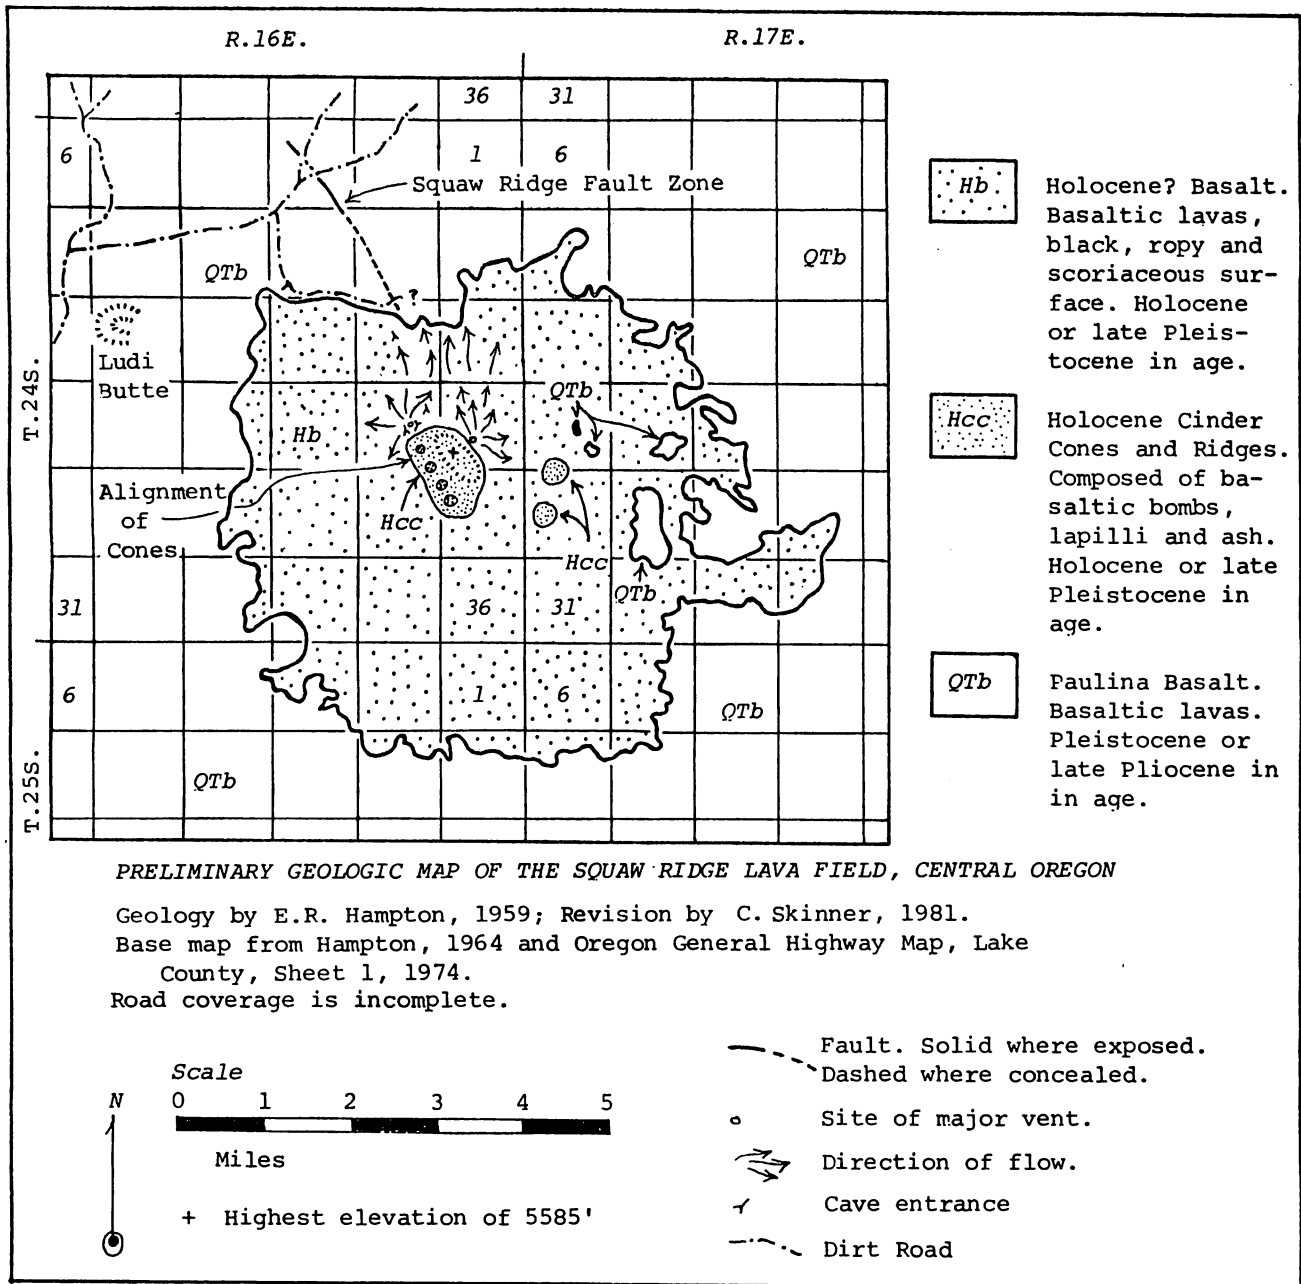 R.16E.
R.17E.
36
31
6
1
6
Squaw Ridge Fault Zone
QTb
QTb
?
Ludi
Butte
T.24S.
QTb
Hb
Alignment
of
Cones
Hcc
Hcc
QTb
31
36
31
6
1
6
QTb
QTb
T.25S.
Hb
Holocene? Basalt.
Basaltic lavas,
black, ropy and
scoriaceous sur-
face. Holocene
or late Pleis-
tocene in age.
Hcc
Holocene Cinder
Cones and Ridges.
Composed of ba-
saltic bombs,
lapilli and ash.
Holocene or late
Pleistocene in
age.
QTb
Paulina Basalt.
Basaltic lavas.
Pleistocene or
late Pliocene in
in age.
PRELIMINARY GEOLOGIC MAP OF THE SQUAW RIDGE LAVA FIELD, CENTRAL OREGON
Geology by E.R. Hampton, 1959; Revision by C. Skinner, 1981.
Base map from Hampton, 1964 and Oregon General Highway Map, Lake
County, Sheet 1, 1974.
Road coverage is incomplete.
Scale
0 1 2 3 4 5
Miles
N
+ Highest elevation of 5585'
Fault. Solid where exposed.
Dashed where concealed.
Site of major vent.
Direction of flow.
Cave entrance
Dirt Road